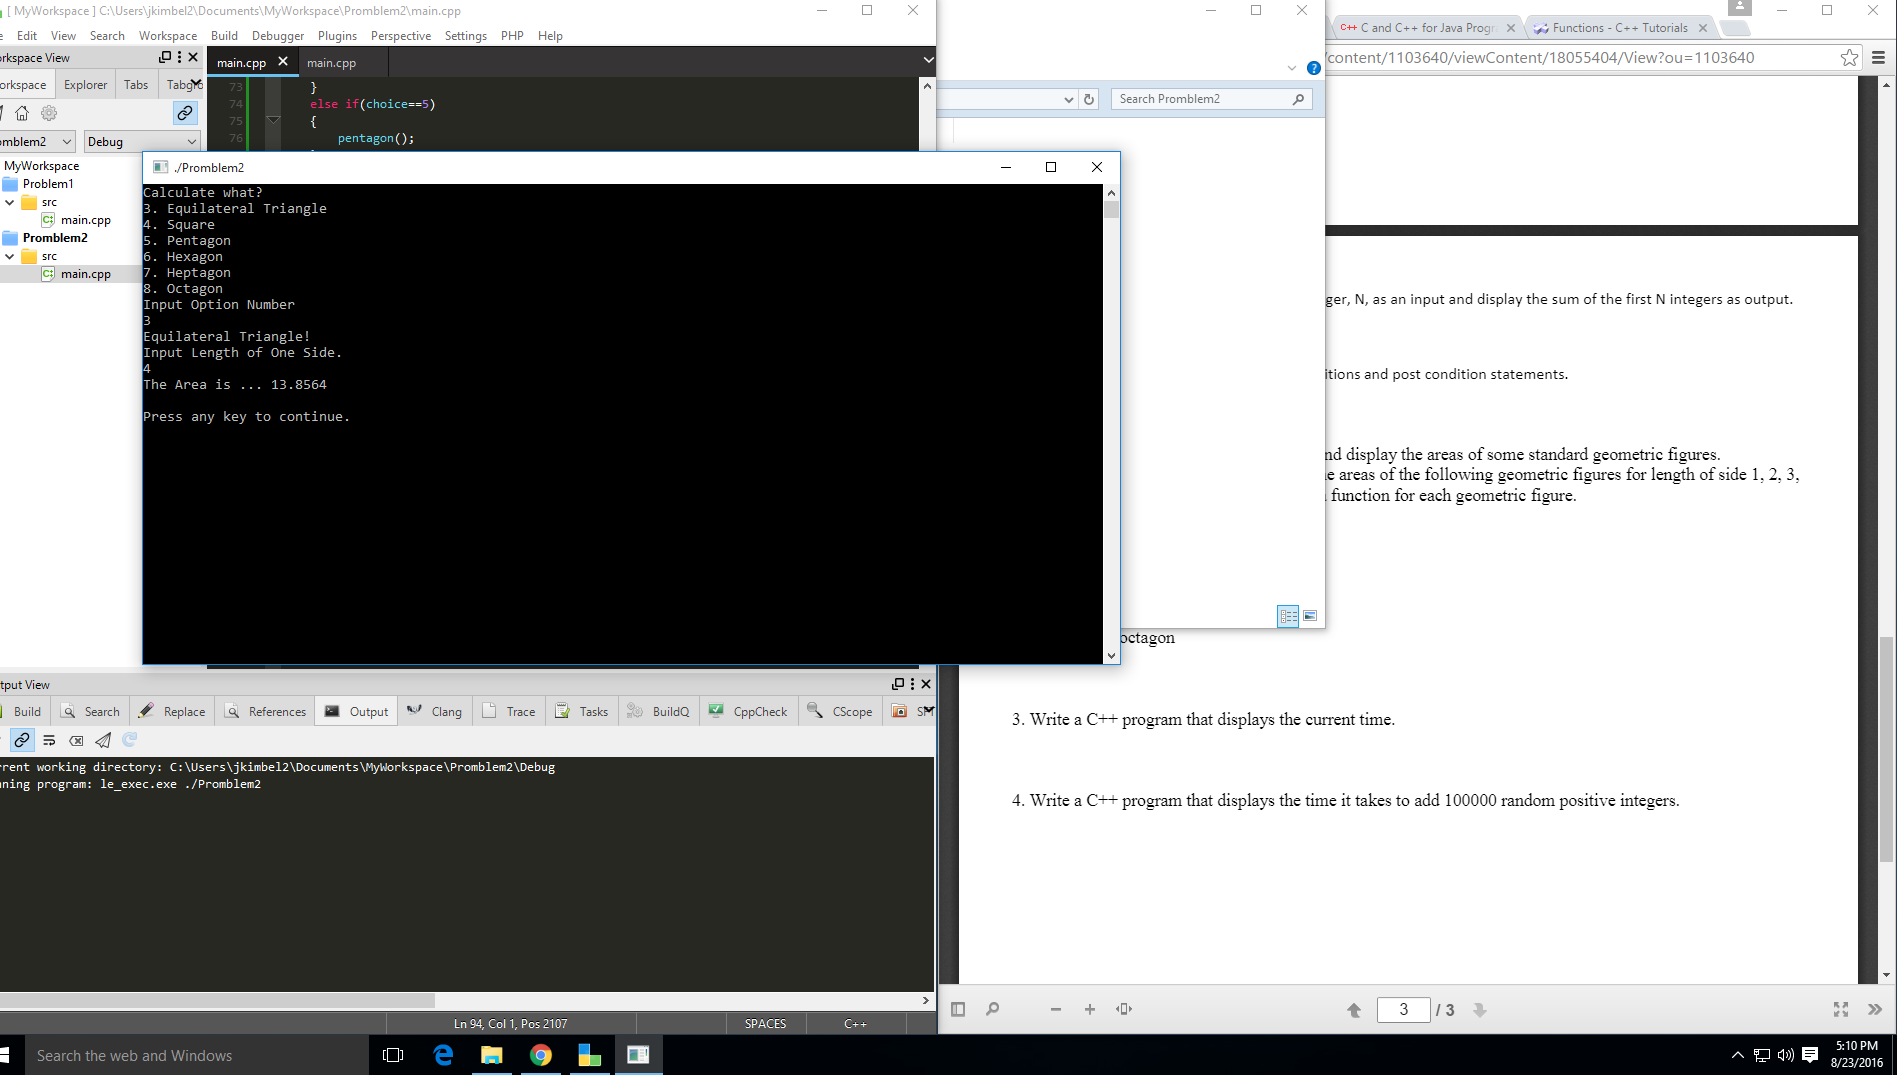 [ MyWorkspace ] C:\Users\jkimbel2\Documents\MyWorkspace\Promblem2\main.cpp
Edit View Search Workspace Build Debugger Plugins Perspective Settings PHP Help
rkspace View
orkspace Explorer Tabs Tabgro
omblem2 Debug
MyWorkspace
Problem1
src
main.cpp
Promblem2
src
main.cpp
main.cpp main.cpp
73 }
74 else if(choice==5)
75 {
76 pentagon();
./Promblem2
Calculate what?
3. Equilateral Triangle
4. Square
5. Pentagon
6. Hexagon
7. Heptagon
8. Octagon
Input Option Number
3
Equilateral Triangle!
Input Length of One Side.
4
The Area is ... 13.8564
Press any key to continue.
Search Promblem2
C++ C and C++ for Java Progr
Functions - C++ Tutorials
/content/1103640/viewContent/18055404/View?ou=1103640
ger, N, as an input and display the sum of the first N integers as output.
itions and post condition statements.
nd display the areas of some standard geometric figures.
e areas of the following geometric figures for length of side 1, 2, 3,
function for each geometric figure.
octagon
3. Write a C++ program that displays the current time.
4. Write a C++ program that displays the time it takes to add 100000 random positive integers.
3 / 3
tput View
Build Search Replace References Output Clang Trace Tasks BuildQ CppCheck CScope
rrent working directory: C:\Users\jkimbel2\Documents\MyWorkspace\Promblem2\Debug
ning program: le_exec.exe ./Promblem2
Ln 94, Col 1, Pos 2107 SPACES C++
Search the web and Windows
5:10 PM
8/23/2016